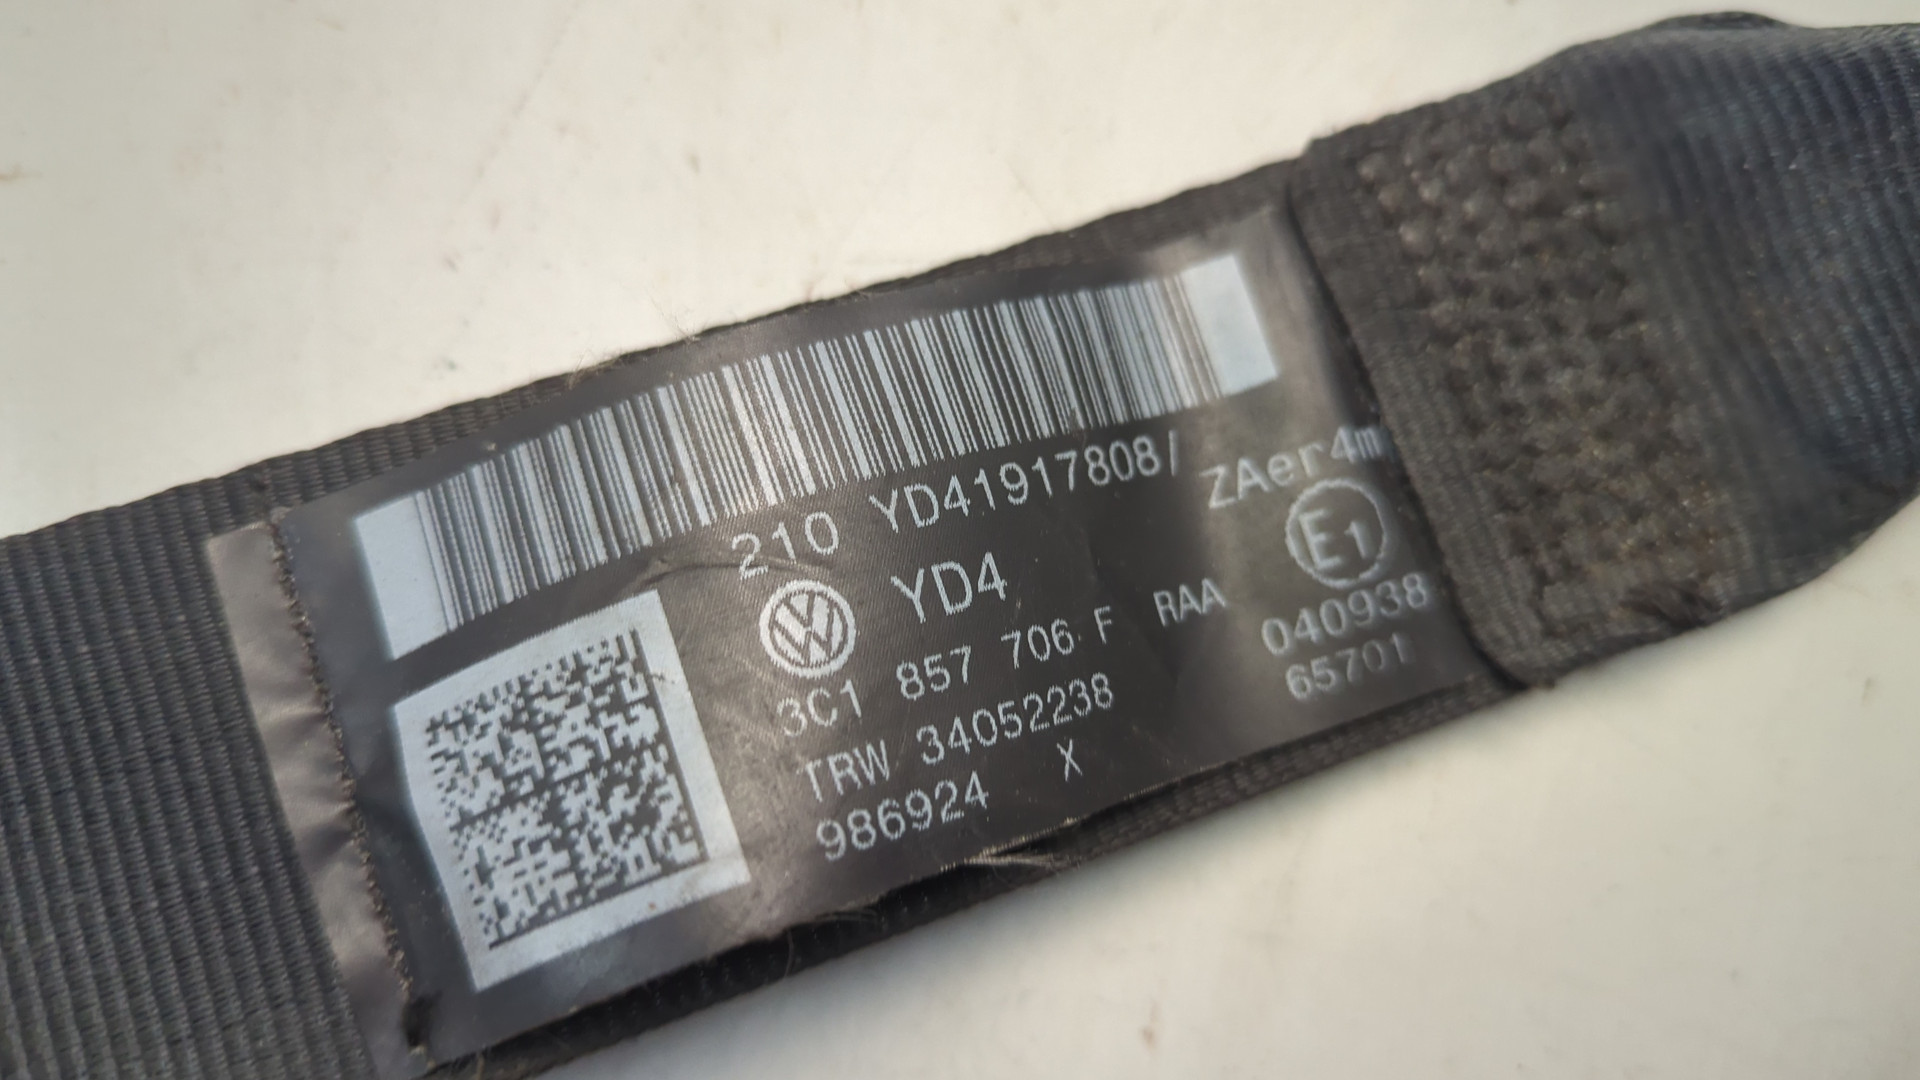 210 YD41917808/ ZAer4m
YD4 E1
3C1 857 706 F RAA 040938
TRW 34052238 65701
986924 X